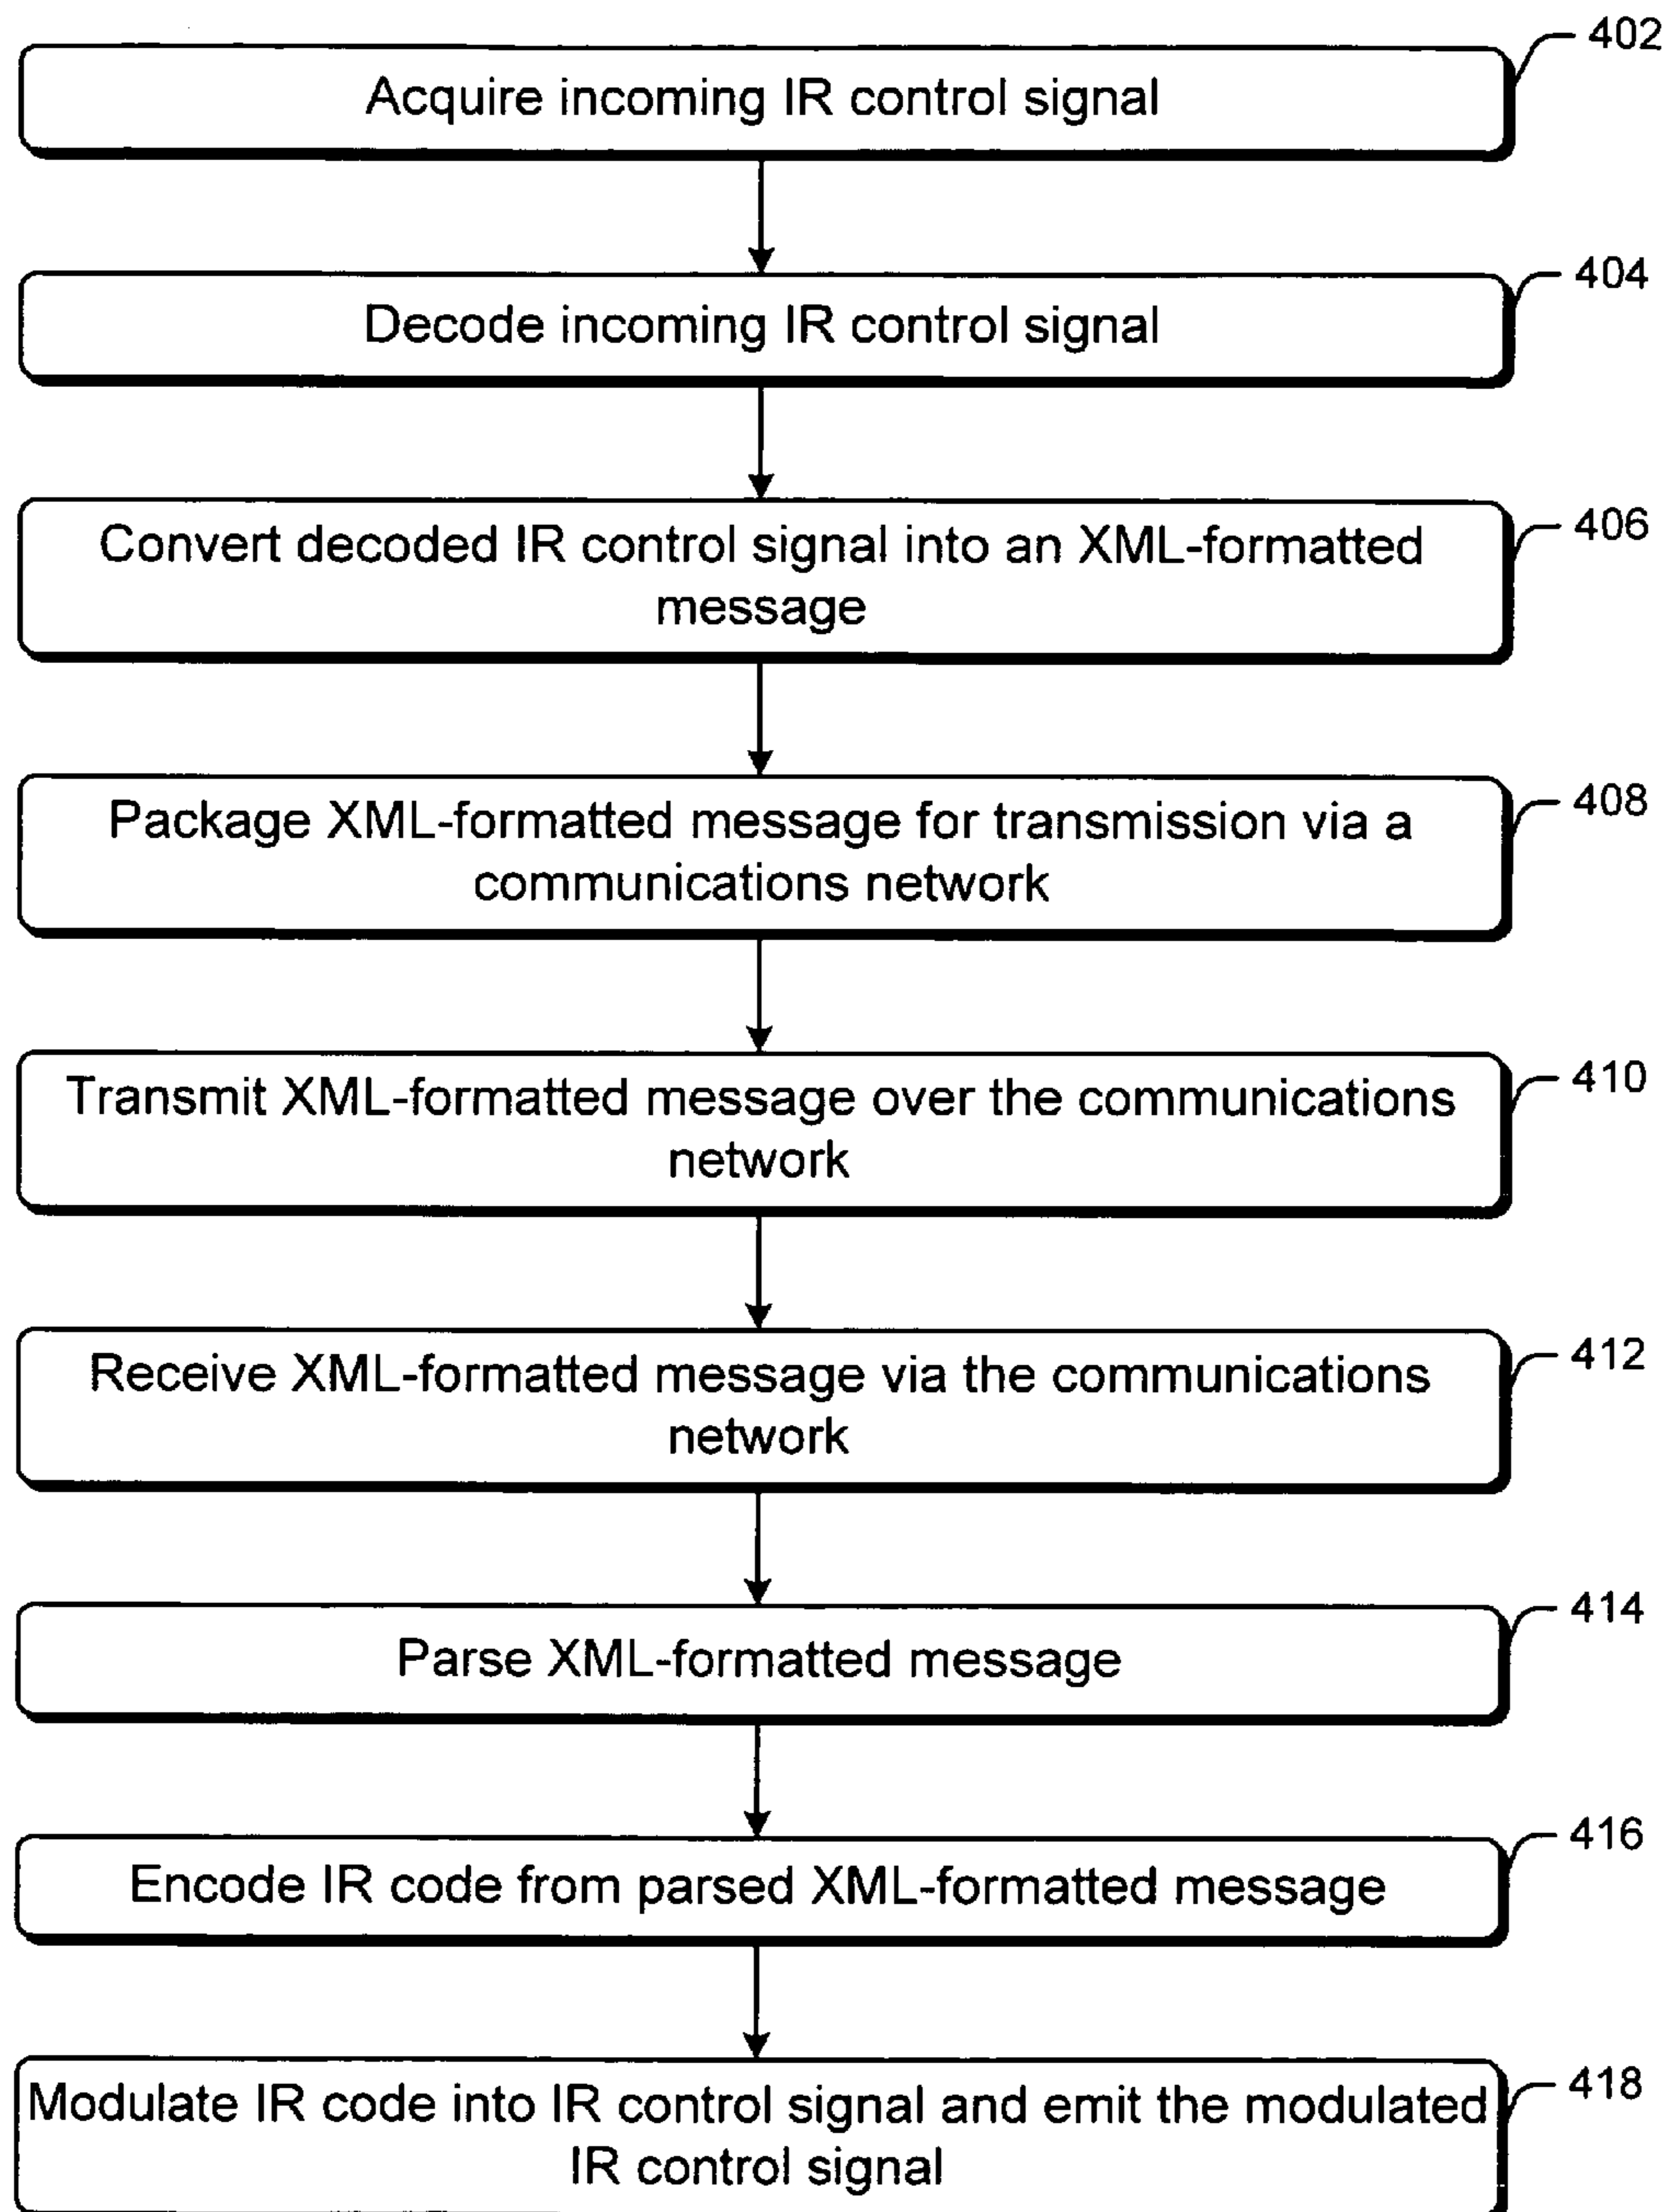 402
Acquire incoming IR control signal
404
Decode incoming IR control signal
406
Convert decoded IR control signal into an XML-formatted
message
408
Package XML-formatted message for transmission via a
communications network
410
Transmit XML-formatted message over the communications
network
412
Receive XML-formatted message via the communications
network
414
Parse XML-formatted message
416
Encode IR code from parsed XML-formatted message
418
Modulate IR code into IR control signal and emit the modulated
IR control signal